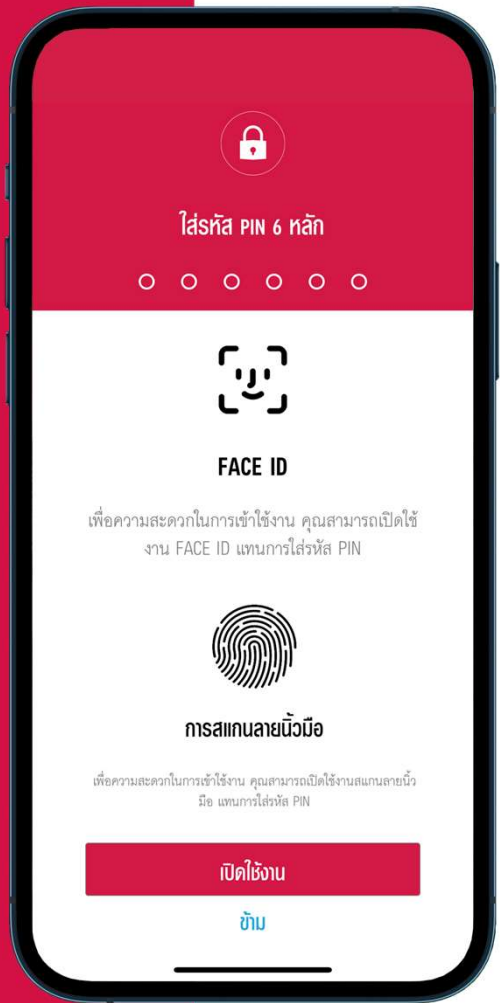 ใส่รหัส PIN 6 หลัก
FACE ID
เพื่อความสะดวกในการเข้าใช้งาน คุณสามารถเปิดใช้
งาน FACE ID แทนการใส่รหัส PIN
การสแกนลายนิ้วมือ
เพื่อความสะดวกในการเข้าใช้งาน คุณสามารถเปิดใช้งานสแกนลายนิ้ว
มือ แทนการใส่รหัส PIN
เปิดใช้งาน
ข้าม